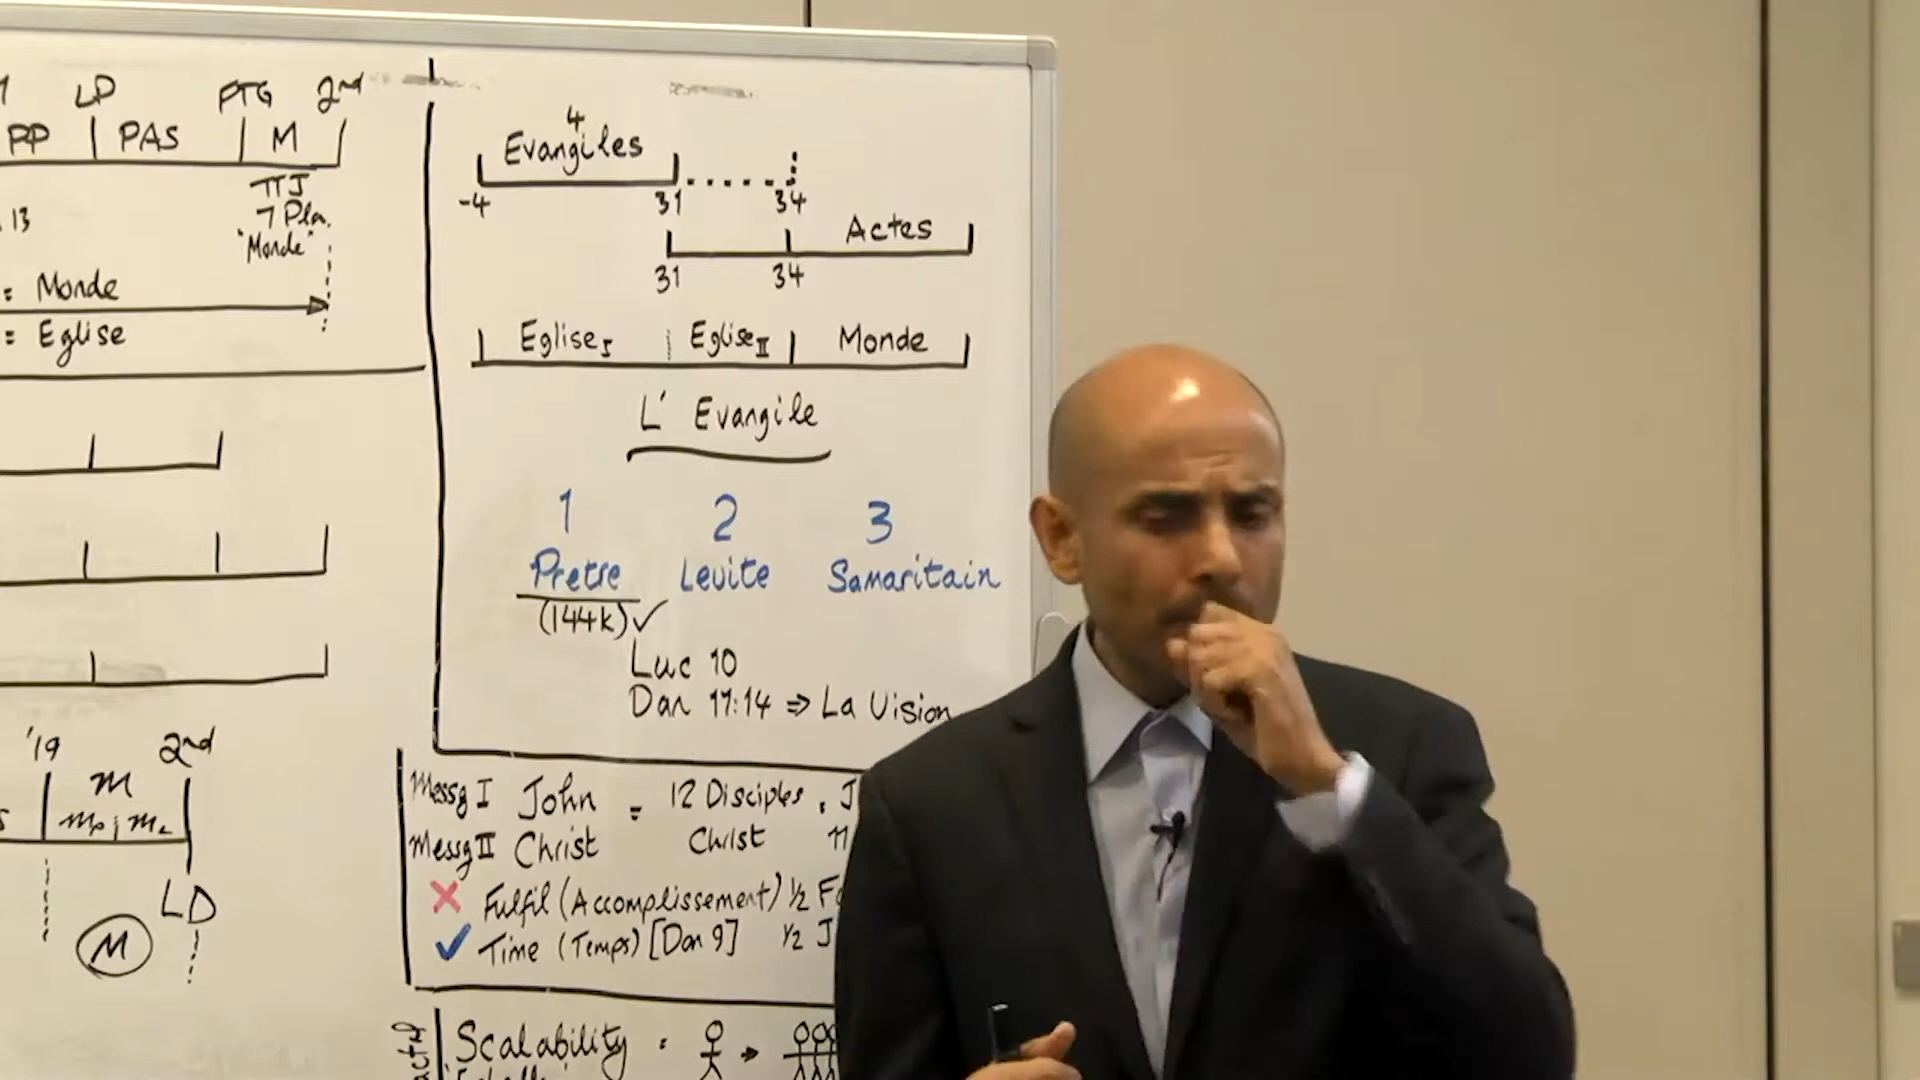 LD PTG 2nd
PP PAS M
13
7 Pla.
"Monde"
= Monde
= Eglise
'19 2nd
M
LD
M
4
Evangiles
-4 31 34
Actes
31 34
Eglise I Eglise II Monde
L' Evangile
1 2 3
Pretre Levite Samaritain
(144k) ✓
Luc 10
Dan 11:14 ⇒ La Vision
Messg I John = 12 Disciples . J
Messg II Christ Christ 11
✗ Fulfil (Accomplissement) ½
✓ Time (Temps) [Dan 9] ½ J
Scalability :